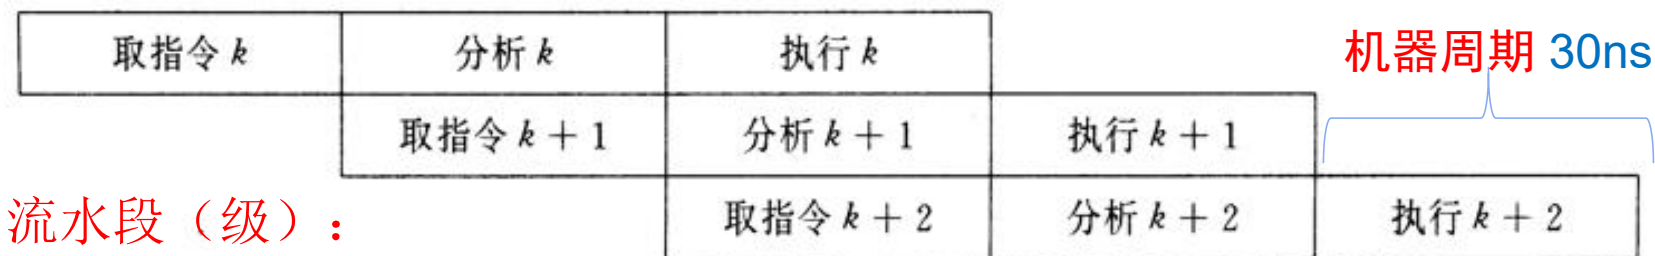 取指令 k 分析 k 执行 k
机器周期 30ns
取指令 k + 1 分析 k + 1 执行 k + 1
流水段（级）：
取指令 k + 2 分析 k + 2 执行 k + 2